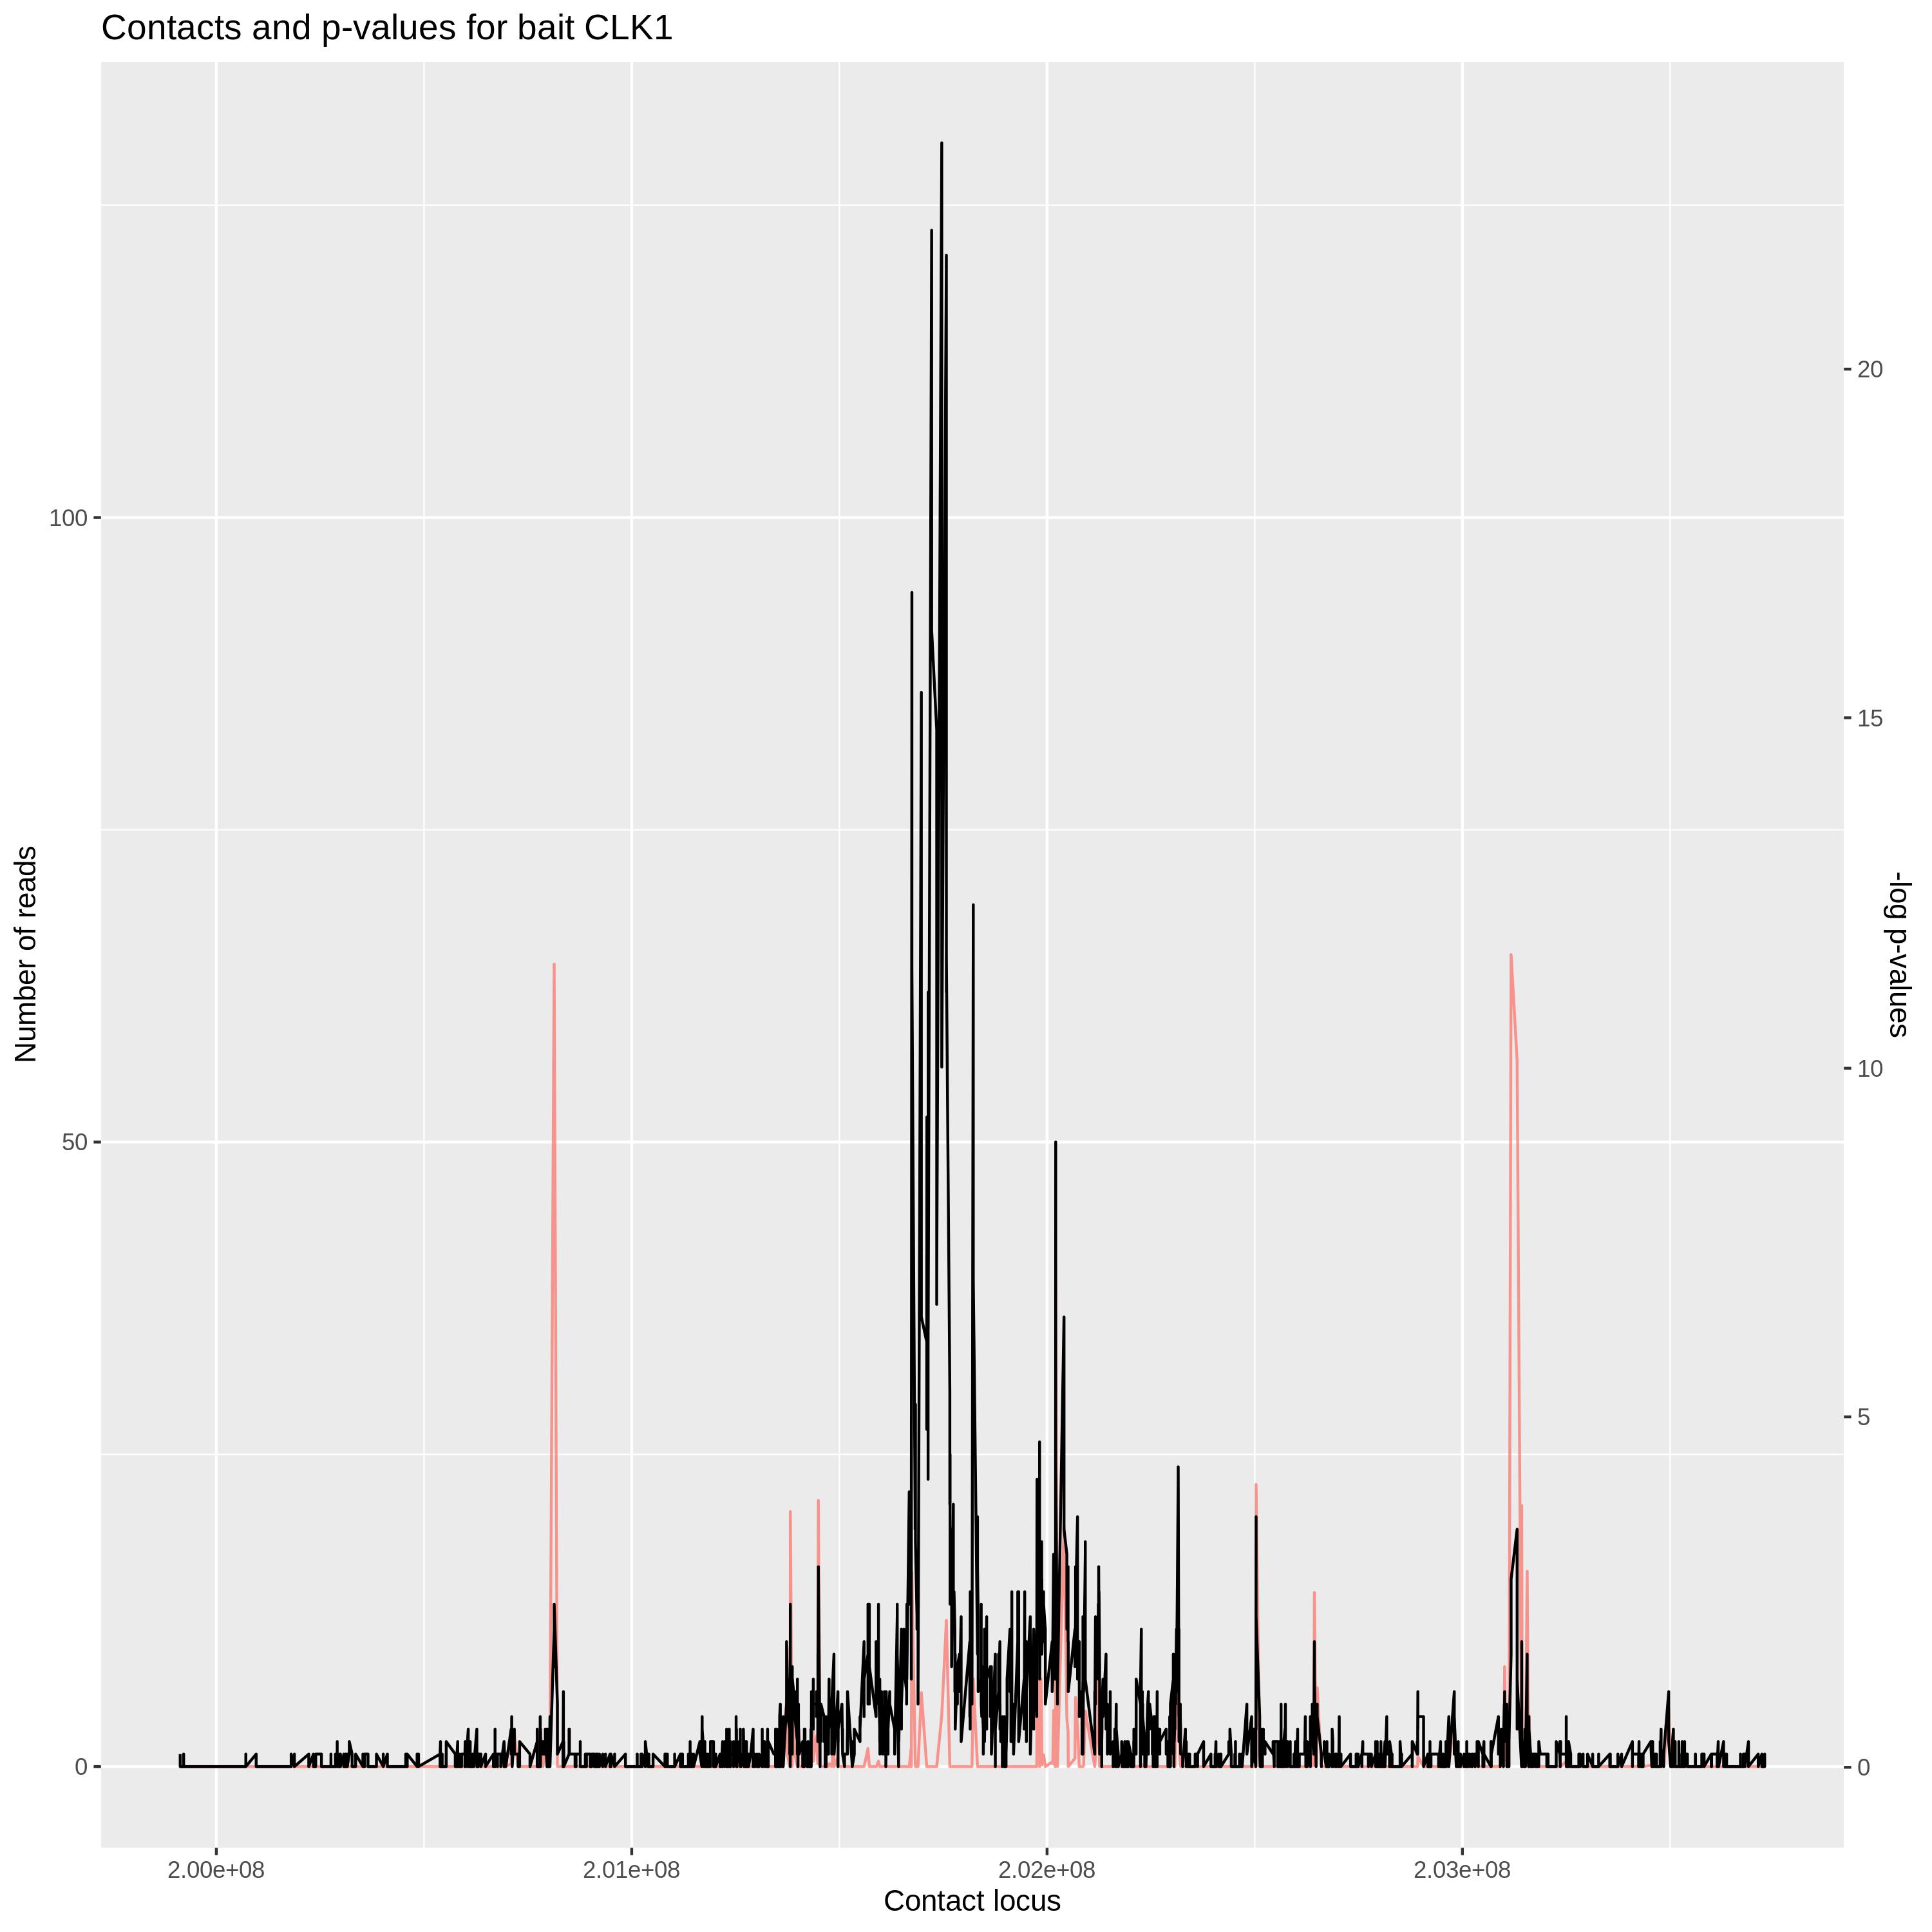 Contacts and p-values for bait CLK1
Number of reads
100
50
0
20
15
10
5
0
-log p-values
2.00e+08 2.01e+08 2.02e+08 2.03e+08
Contact locus